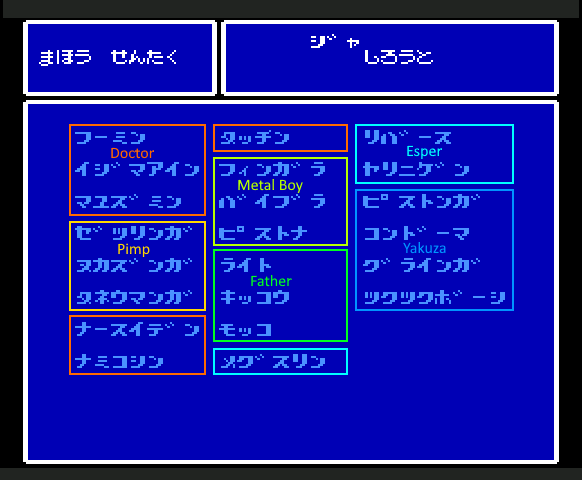 まほう せんたく
ジャ
しろうと
フーミン
Doctor
イジマアイン
マユズミン
ゼツリンガ
Pimp
ヌカズンガ
タネウマンガ
ナースイデン
ナミコシン
タッチン
フィンガラ
Metal Boy
バイブラ
ピストナ
ライト
Father
キッコウ
モッコ
メグスリン
リバース
Esper
ヤリニゲン
ピストンガ
コンドーマ
Yakuza
グラインガ
ツクツクボーシ